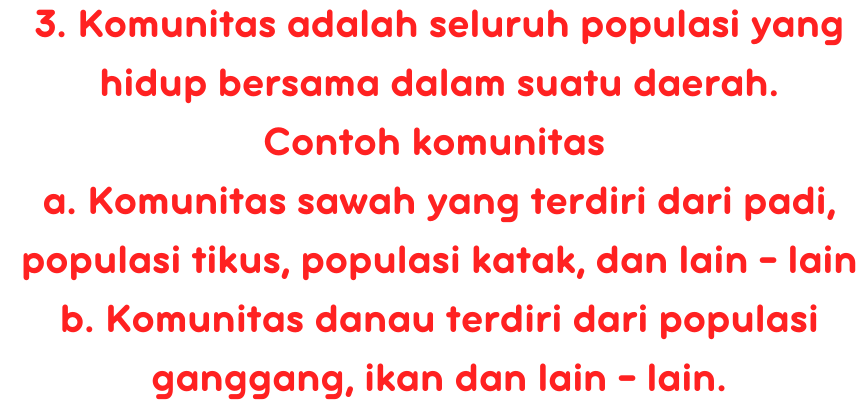 3. Komunitas adalah seluruh populasi yang
hidup bersama dalam suatu daerah.
Contoh komunitas
a. Komunitas sawah yang terdiri dari padi,
populasi tikus, populasi katak, dan lain - lain
b. Komunitas danau terdiri dari populasi
ganggang, ikan dan lain - lain.